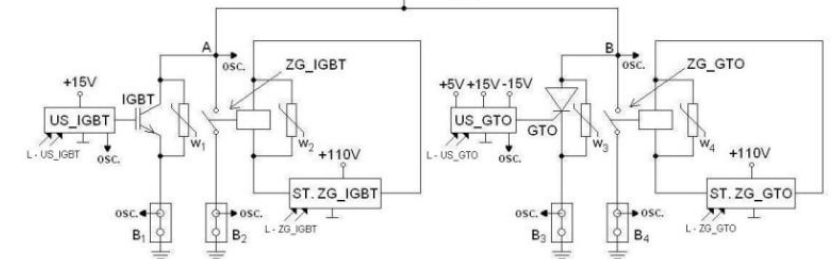 A
osc.
ZG_IGBT
B
osc.
ZG_GTO
+15V
IGBT
+5V +15V -15V
US_IGBT
w1
w2
US_GTO
GTO
w3
w4
L - US_IGBT
osc.
+110V
L - US_GTO
osc.
+110V
ST. ZG_IGBT
ST. ZG_GTO
osc.
osc.
L - ZG_IGBT
osc.
osc.
L - ZG_GTO
B1
B2
B3
B4